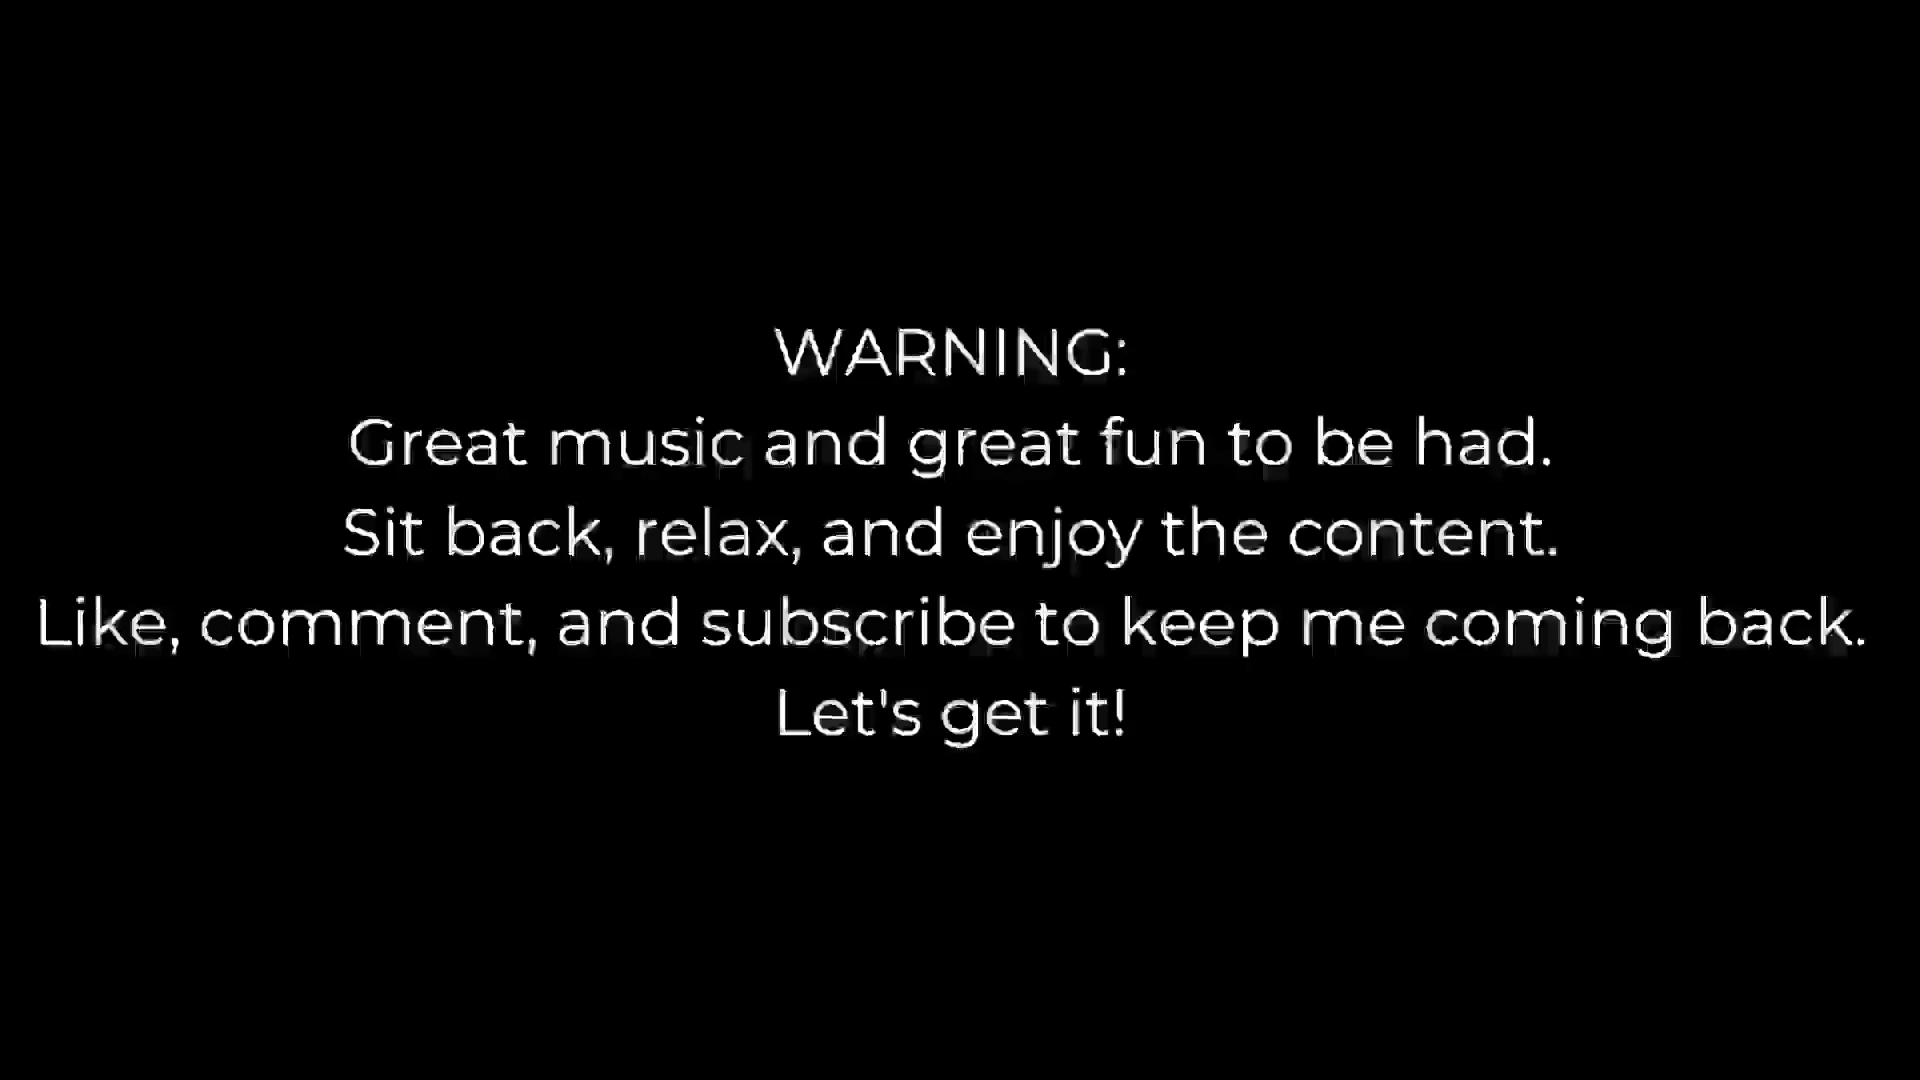 WARNING:
Great music and great fun to be had.
Sit back, relax, and enjoy the content.
Like, comment, and subscribe to keep me coming back.
Let's get it!